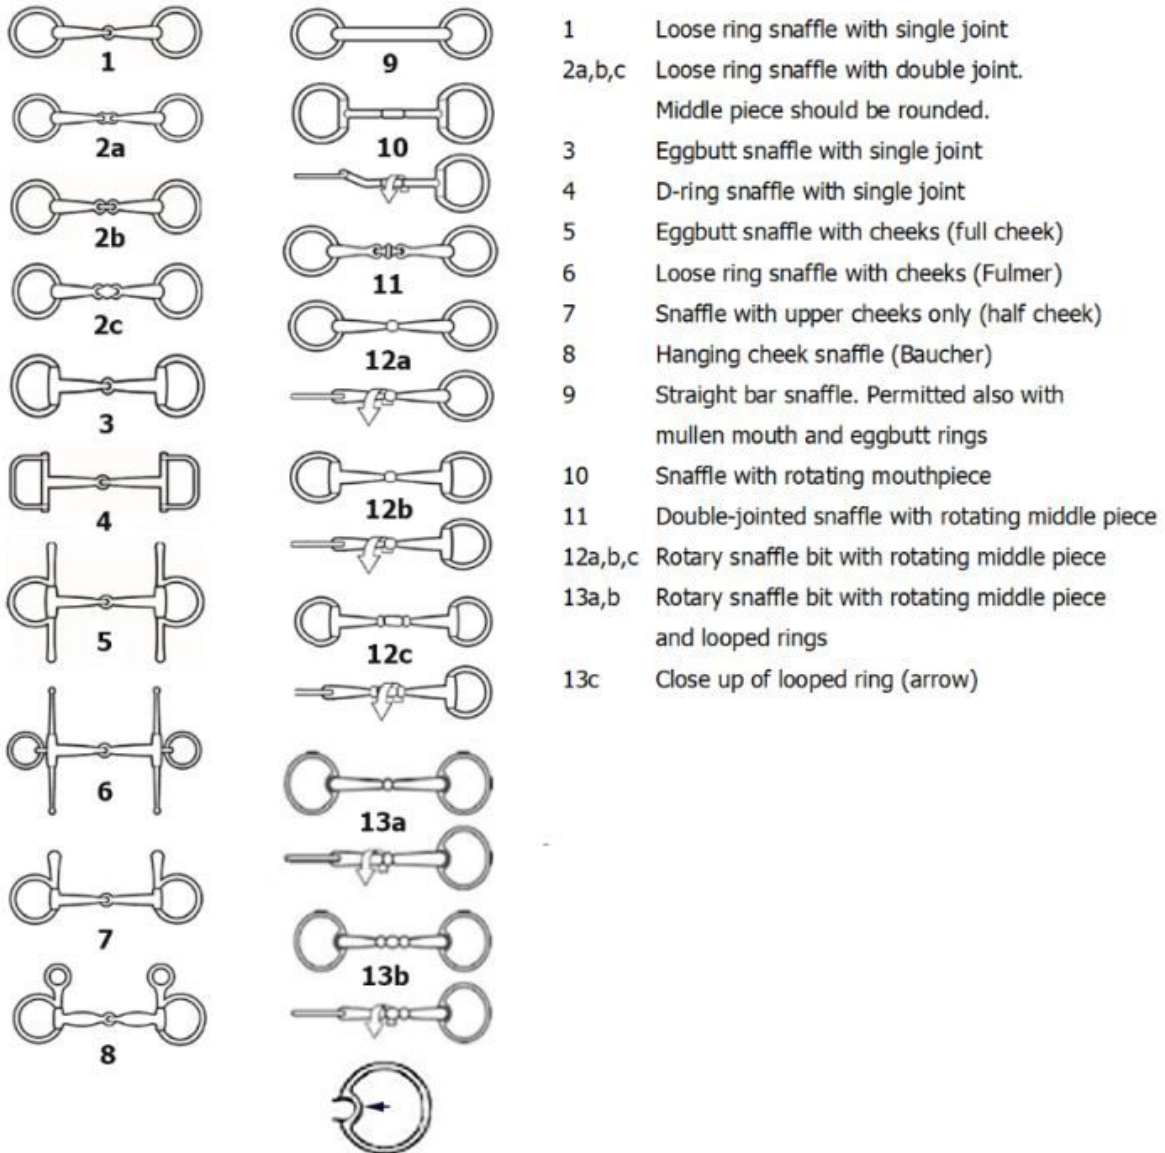 1
2a
2b
2c
3
4
5
6
7
8
9
10
11
12a
12b
12c
13a
13b
1 Loose ring snaffle with single joint
2a,b,c Loose ring snaffle with double joint.
Middle piece should be rounded.
3 Eggbutt snaffle with single joint
4 D-ring snaffle with single joint
5 Eggbutt snaffle with cheeks (full cheek)
6 Loose ring snaffle with cheeks (Fulmer)
7 Snaffle with upper cheeks only (half cheek)
8 Hanging cheek snaffle (Baucher)
9 Straight bar snaffle. Permitted also with
mullen mouth and eggbutt rings
10 Snaffle with rotating mouthpiece
11 Double-jointed snaffle with rotating middle piece
12a,b,c Rotary snaffle bit with rotating middle piece
13a,b Rotary snaffle bit with rotating middle piece
and looped rings
13c Close up of looped ring (arrow)